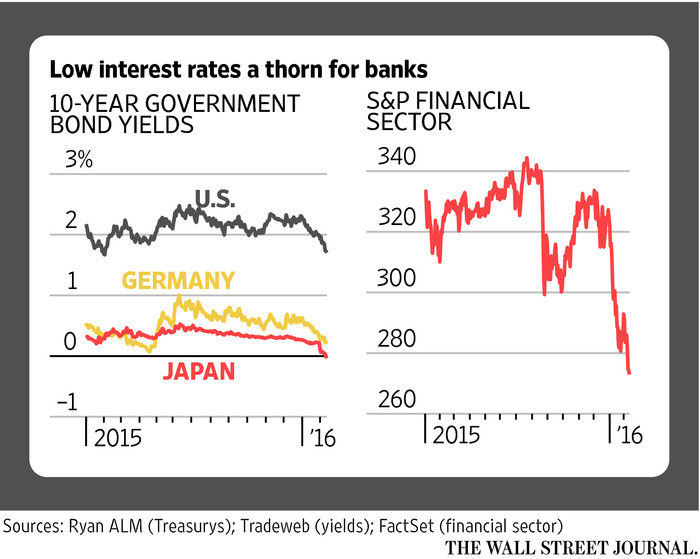 Low interest rates a thorn for banks
10-YEAR GOVERNMENT
BOND YIELDS
3%
2
1
0
–1
U.S.
GERMANY
JAPAN
2015
'16
S&P FINANCIAL
SECTOR
340
320
300
280
260
2015
'16
Sources: Ryan ALM (Treasurys); Tradeweb (yields); FactSet (financial sector)
THE WALL STREET JOURNAL.